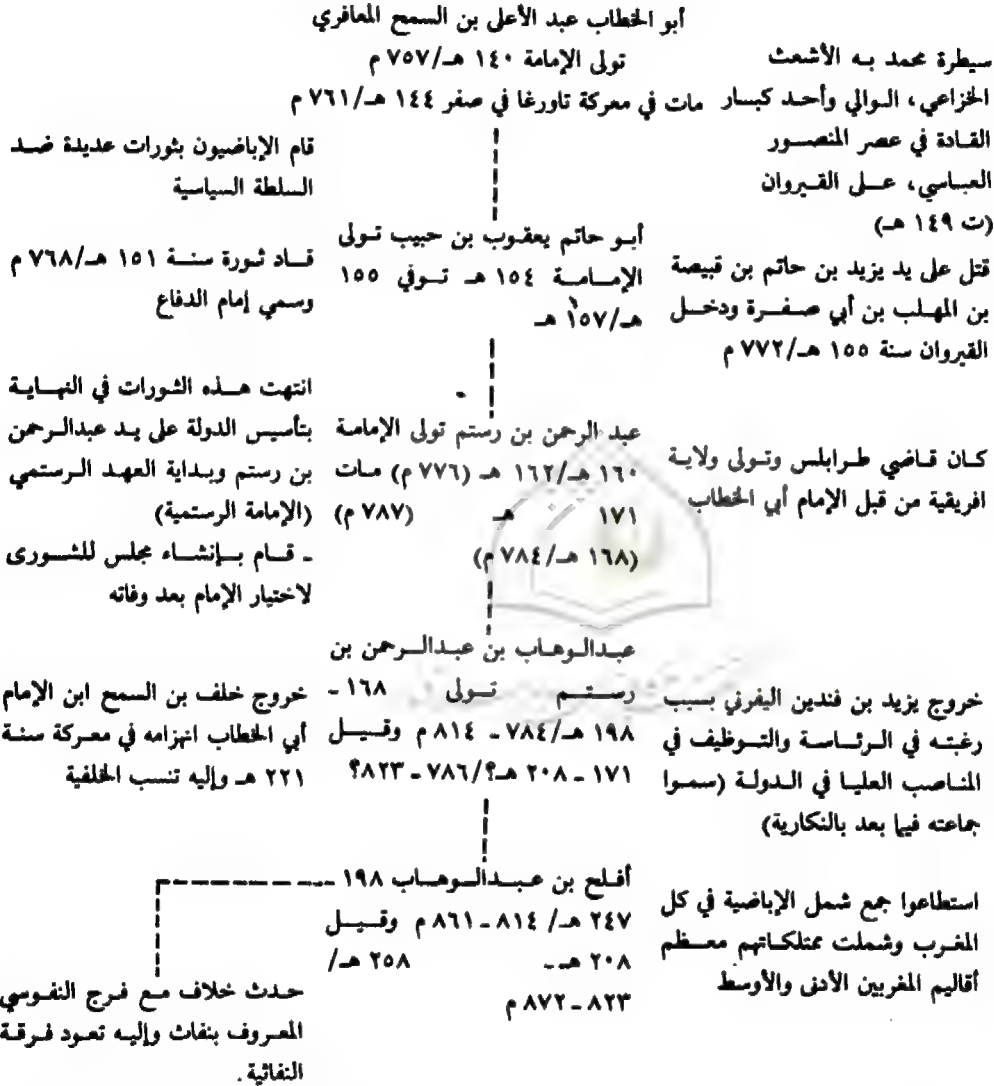 أبو الخطاب عبد الأعلى بن السمح المعافري
تولى الإمامة ١٤٠ هـ/٧٥٧ م
مات في معركة تاورغا في صفر ١٤٤ هـ/٧٦١ م
سيطرة محمد به الأشعث
الخزاعي، الوالي وأحد كبار
القادة في عصر المنصور
العباسي، على القيروان
(ت ١٤٩ هـ)
قام الإباضيون بثورات عديدة ضد
السلطة السياسية
أبو حاتم يعقوب بن حبيب تولى
الإمامة ١٥٤ هـ توفي ١٥٥
هـ/١٥٧ هـ
قتل على يد يزيد بن حاتم بن قبيصة
بن المهلب بن أبي صفرة ودخل
القيروان سنة ١٥٥ هـ/٧٧٢ م
قاد ثورة سنة ١٥١ هـ/٧٦٨ م
وسمي إمام الدفاع
عبد الرحمن بن رستم تولى الإمامة
١٦٠ هـ/١٦٢ هـ (٧٧٦ م) مات
١٧١ هـ (٧٨٧ م)
(١٦٨ هـ/٧٨٤ م)
كان قاضي طرابلس وتولى ولاية
افريقية من قبل الإمام أبي الخطاب
انتهت هذه الثورات في النهاية
بتأسيس الدولة على يد عبدالرحمن
بن رستم وبداية العهد الرستمي
(الإمامة الرستمية)
ـ قام بإنشاء مجلس للشورى
لاختيار الإمام بعد وفاته
عبدالوهاب بن عبدالرحمن بن
رستم تولى ١٦٨ ـ
١٩٨ هـ/٧٨٤ ـ ٨١٤ م وقيل
١٧١ ـ ٢٠٨ هـ؟/٧٨٦ ـ ٨٢٣؟
خروج يزيد بن فندين اليفرني بسبب
رغبته في الرئاسة والتوظيف في
المناصب العليا في الدولة (سموا
جماعته فيما بعد بالنكارية)
خروج خلف بن السمح ابن الإمام
أبي الخطاب انهزامه في معركة سنة
٢٢١ هـ وإليه تنسب الخلفية
أفلح بن عبدالوهاب ١٩٨ ـ
٢٤٧ هـ/ ٨١٤ ـ ٨٦١ م وقيل
٢٠٨ هـ ـ ٢٥٨ هـ/
٨٢٣ ـ ٨٧٢ م
استطاعوا جمع شمل الإباضية في كل
المغرب وشملت ممتلكاتهم معظم
أقاليم المغربين الأدنى والأوسط
حدث خلاف مع فرج النفوسي
المعروف بنفاث وإليه تعود فرقة
النفاثية.